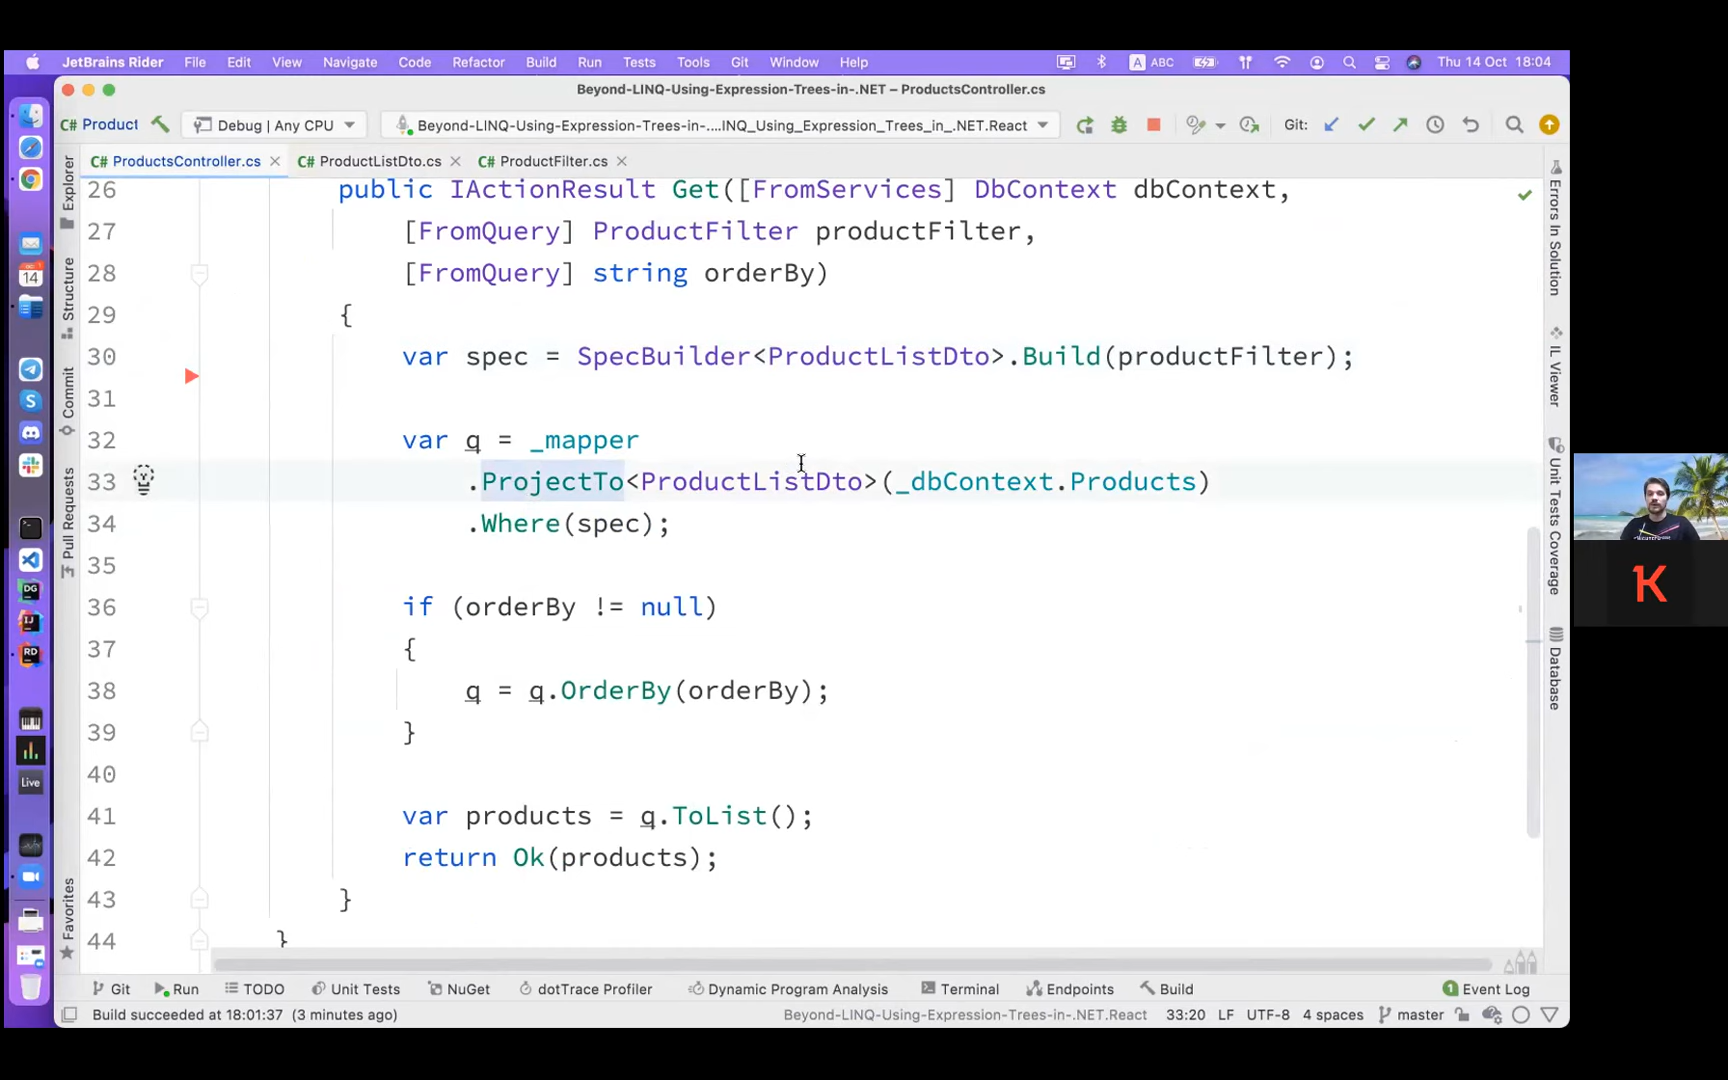 JetBrains Rider File Edit View Navigate Code Refactor Build Run Tests Tools Git Window Help A ABC Thu 14 Oct 18:04
Beyond-LINQ-Using-Expression-Trees-in-.NET – ProductsController.cs
C# Product Debug | Any CPU Beyond-LINQ-Using-Expression-Trees-in-....INQ_Using_Expression_Trees_in_.NET.React Git:
C# ProductsController.cs C# ProductListDto.cs C# ProductFilter.cs
Explorer
Structure
Commit
Pull Requests
Favorites
26 public IActionResult Get([FromServices] DbContext dbContext,
27 [FromQuery] ProductFilter productFilter,
28 [FromQuery] string orderBy)
29 {
30 var spec = SpecBuilder<ProductListDto>.Build(productFilter);
31
32 var q = _mapper
33 .ProjectTo<ProductListDto>(_dbContext.Products)
34 .Where(spec);
35
36 if (orderBy != null)
37 {
38 q = q.OrderBy(orderBy);
39 }
40
41 var products = q.ToList();
42 return Ok(products);
43 }
44 }
Errors In Solution
IL Viewer
Unit Tests Coverage
Database
14
DG
IJ
RD
Live
K
Git Run TODO Unit Tests NuGet dotTrace Profiler Dynamic Program Analysis Terminal Endpoints Build 1 Event Log
Build succeeded at 18:01:37 (3 minutes ago) Beyond-LINQ-Using-Expression-Trees-in-.NET.React 33:20 LF UTF-8 4 spaces master